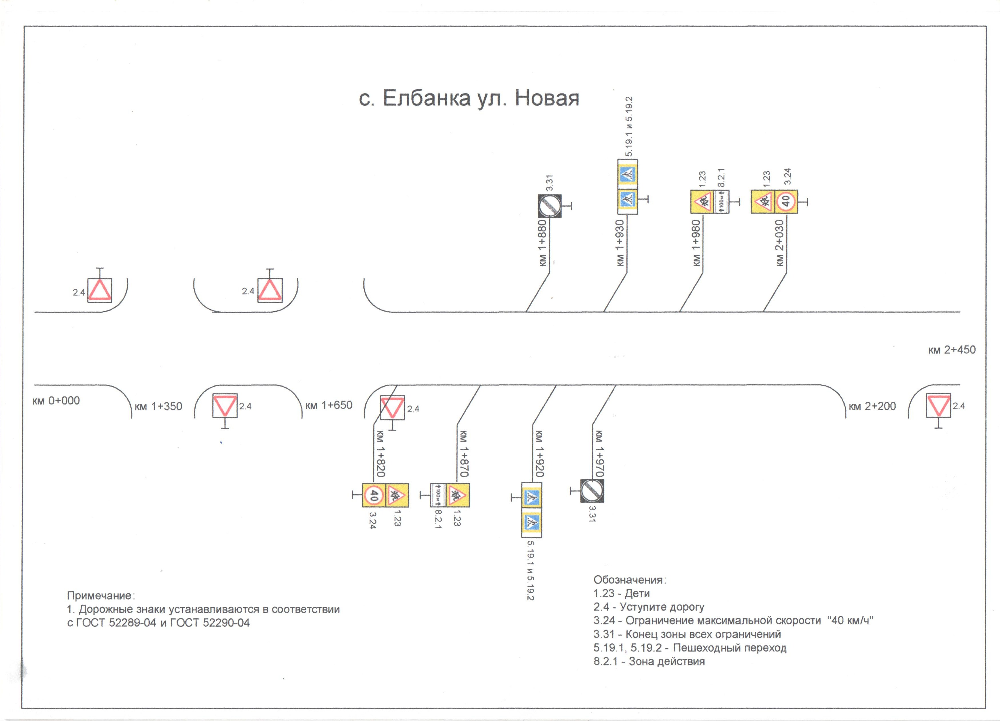 с. Елбанка ул. Новая
3.31
5.19.1 и 5.19.2
1.23
8.2.1
1.23
3.24
100м
40
км 1+880
км 1+930
км 1+980
км 2+030
2.4
2.4
км 2+450
км 0+000
км 1+350
2.4
км 1+650
2.4
км 2+200
2.4
км 1+820
км 1+870
км 1+920
км 1+970
40
100м
3.24
1.23
8.2.1
1.23
5.19.1 и 5.19.2
3.31
Примечание:
1. Дорожные знаки устанавливаются в соответствии
с ГОСТ 52289-04 и ГОСТ 52290-04
Обозначения:
1.23 - Дети
2.4 - Уступите дорогу
3.24 - Ограничение максимальной скорости "40 км/ч"
3.31 - Конец зоны всех ограничений
5.19.1, 5.19.2 - Пешеходный переход
8.2.1 - Зона действия